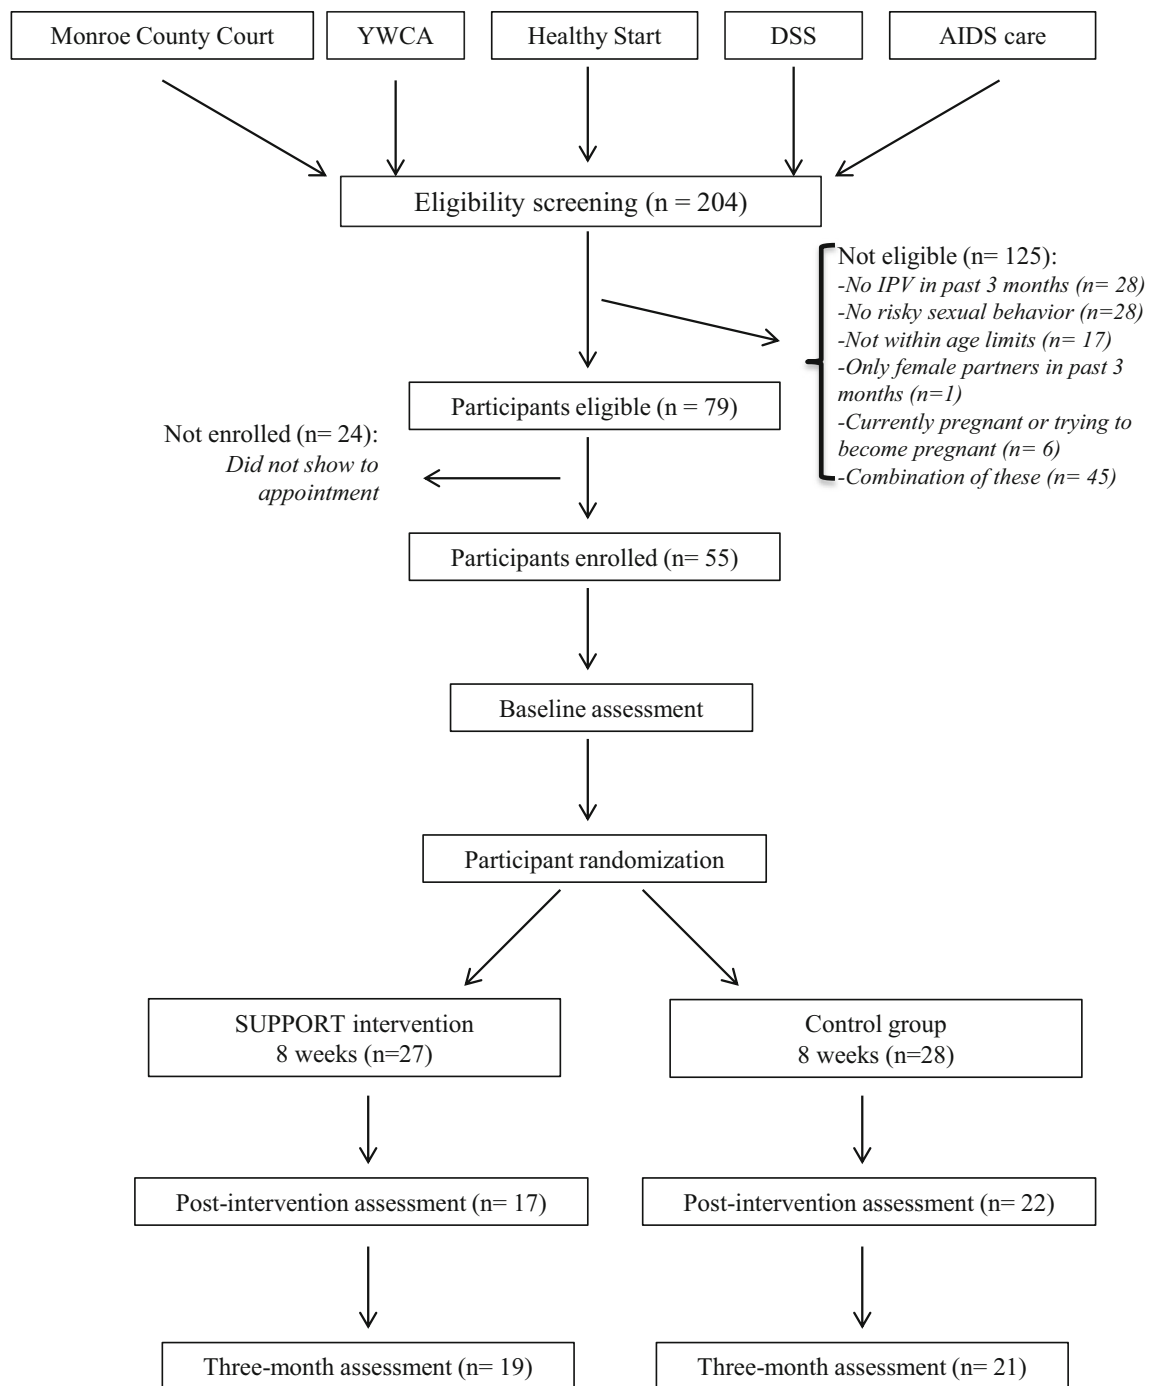 Monroe County Court
YWCA
Healthy Start
DSS
AIDS care
Eligibility screening (n = 204)
Not eligible (n= 125):
-No IPV in past 3 months (n= 28)
-No risky sexual behavior (n=28)
-Not within age limits (n= 17)
-Only female partners in past 3
months (n=1)
-Currently pregnant or trying to
become pregnant (n= 6)
-Combination of these (n= 45)
Participants eligible (n = 79)
Not enrolled (n= 24):
Did not show to
appointment
Participants enrolled (n= 55)
Baseline assessment
Participant randomization
SUPPORT intervention
8 weeks (n=27)
Control group
8 weeks (n=28)
Post-intervention assessment (n= 17)
Post-intervention assessment (n= 22)
Three-month assessment (n= 19)
Three-month assessment (n= 21)